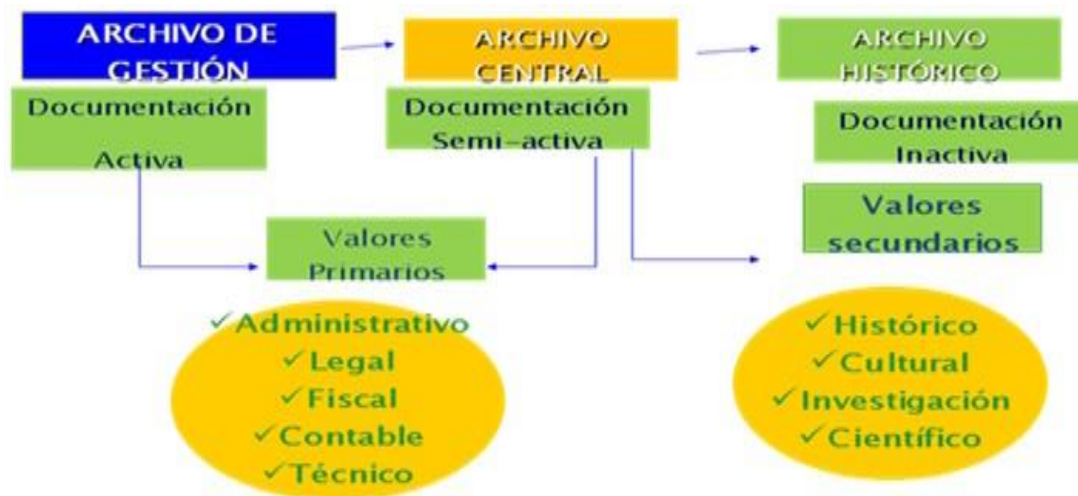 ARCHIVO DE
GESTIÓN
ARCHIVO
CENTRAL
ARCHIVO
HISTÓRICO
Documentación
Activa
Documentación
Semi-activa
Documentación
Inactiva
Valores
Primarios
Valores
secundarios
✓Administrativo
✓Legal
✓Fiscal
✓Contable
✓Técnico
✓Histórico
✓Cultural
✓Investigación
✓Científico